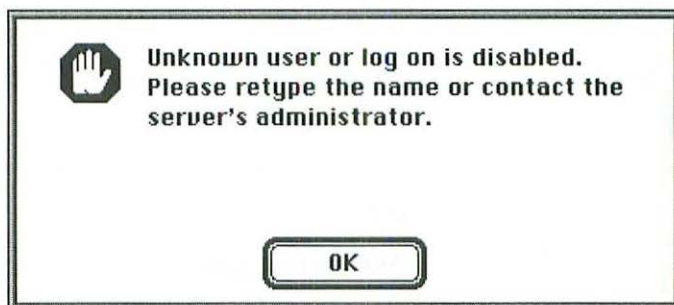 Unknown user or log on is disabled.
Please retype the name or contact the
server's administrator.
OK